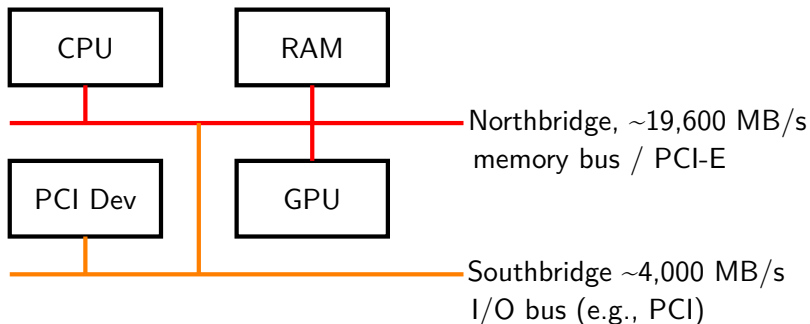 CPU
RAM
Northbridge, ~19,600 MB/s
memory bus / PCI-E
PCI Dev
GPU
Southbridge ~4,000 MB/s
I/O bus (e.g., PCI)